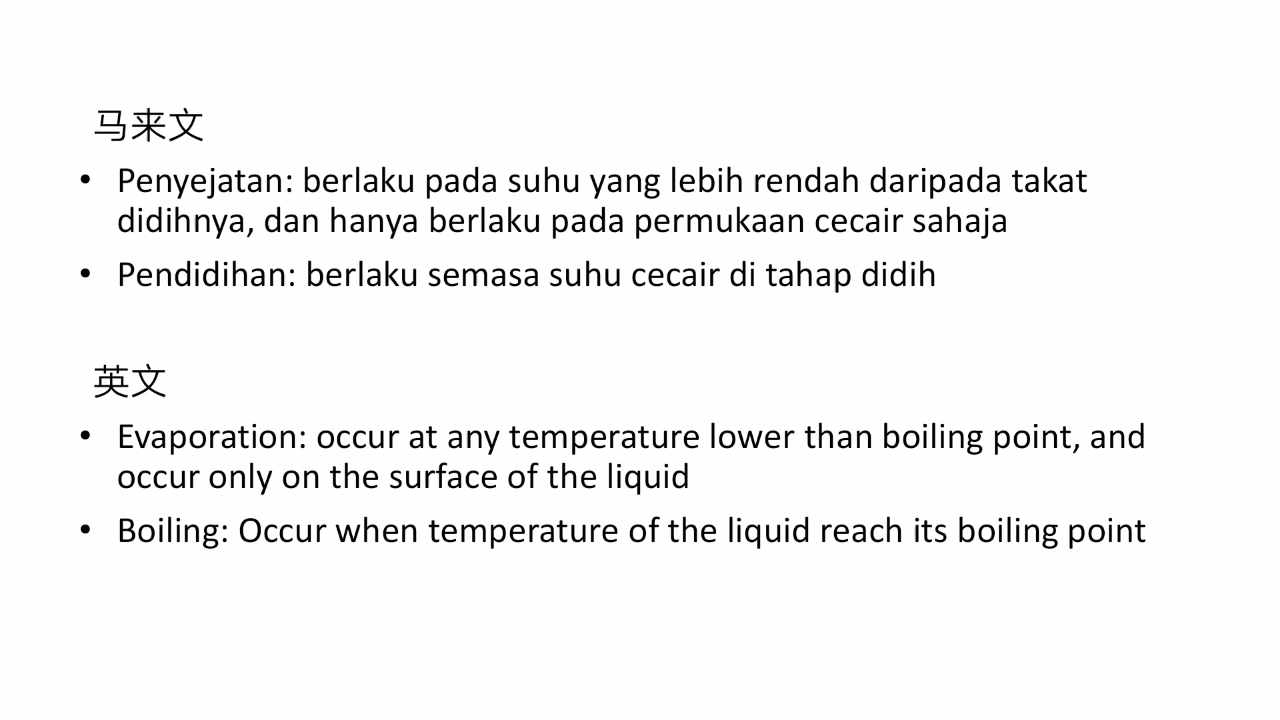 马来文
• Penyejatan: berlaku pada suhu yang lebih rendah daripada takat
didihnya, dan hanya berlaku pada permukaan cecair sahaja
• Pendidihan: berlaku semasa suhu cecair di tahap didih
英文
• Evaporation: occur at any temperature lower than boiling point, and
occur only on the surface of the liquid
• Boiling: Occur when temperature of the liquid reach its boiling point